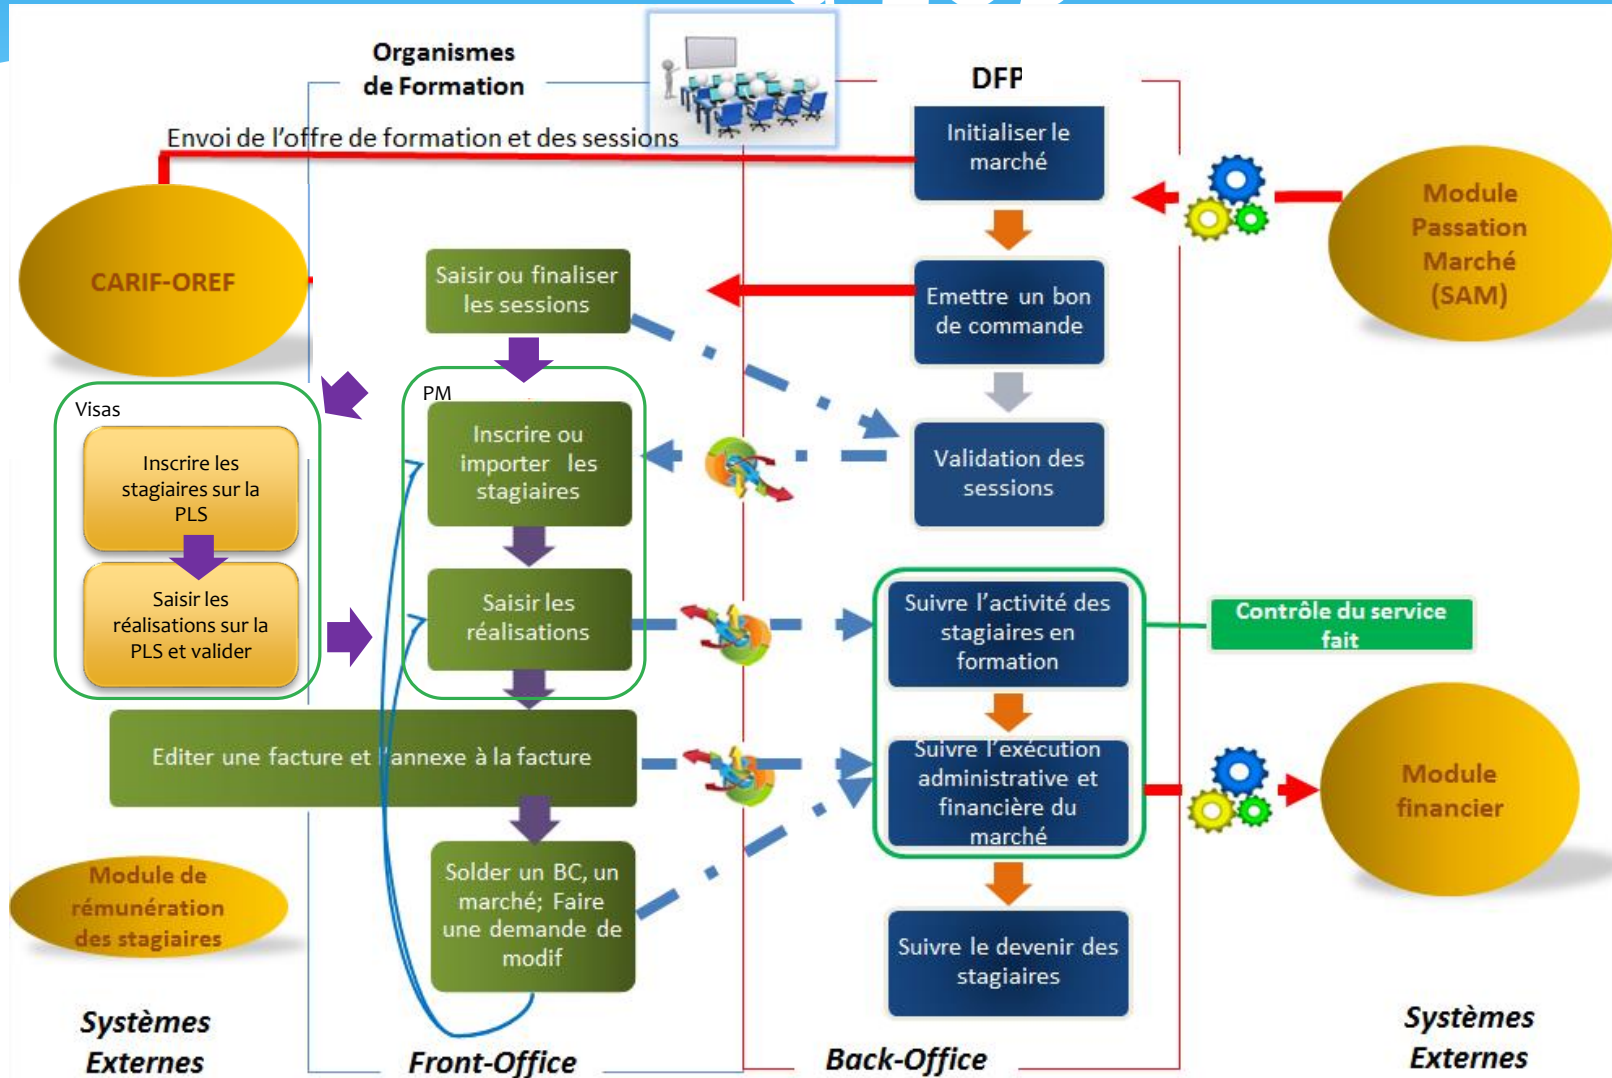 Organismes
de Formation
DFP
Envoi de l'offre de formation et des sessions
Initialiser le
marché
Module
Passation
Marché
(SAM)
CARIF-OREF
Saisir ou finaliser
les sessions
Emettre un bon
de commande
Visas
PM
Inscrire les
stagiaires sur la
PLS
Inscrire ou
importer les
stagiaires
Validation des
sessions
Saisir les
réalisations sur la
PLS et valider
Saisir les
réalisations
Suivre l'activité des
stagiaires en
formation
Contrôle du service
fait
Editer une facture et l'annexe à la facture
Suivre l'exécution
administrative et
financière du
marché
Module
financier
Module de
rémunération
des stagiaires
Solder un BC, un
marché; Faire
une demande de
modif
Suivre le devenir des
stagiaires
Systèmes
Externes
Front-Office
Back-Office
Systèmes
Externes